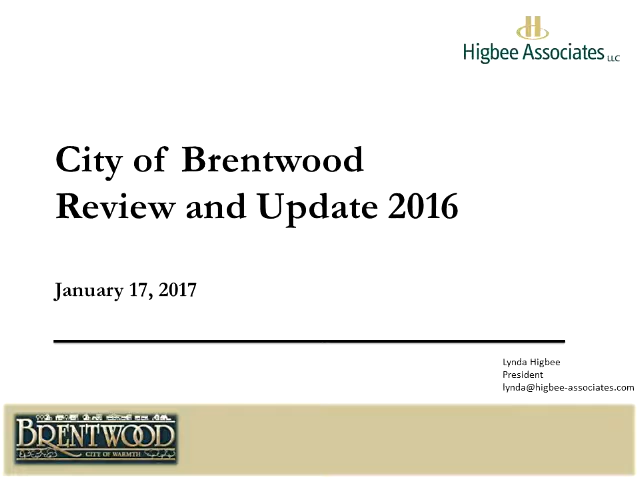 Higbee Associates LLC
City of Brentwood
Review and Update 2016
January 17, 2017
Lynda Higbee
President
lynda@higbee-associates.com
BRENTWOOD
CITY OF WARMTH